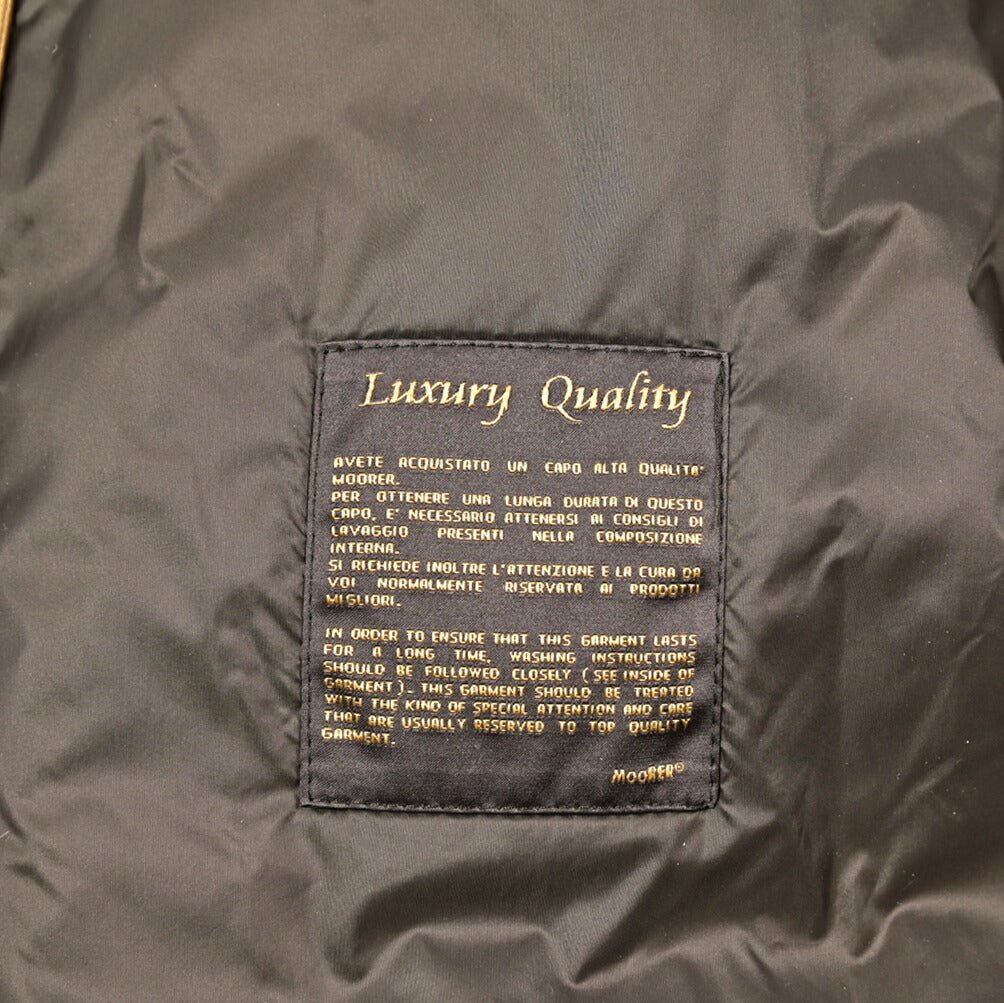 Luxury Quality
AVETE ACQUISTATO UN CAPO ALTA QUALITA'
MOORER.
PER OTTENERE UNA LUNGA DURATA DI QUESTO
CAPO, E' NECESSARIO ATTENERSI AI CONSIGLI DI
LAVAGGIO PRESENTI NELLA COMPOSIZIONE
INTERNA.
SI RICHIEDE INOLTRE L'ATTENZIONE E LA CURA DA
VOI NORMALMENTE RISERVATA AI PRODOTTI
MIGLIORI.
IN ORDER TO ENSURE THAT THIS GARMENT LASTS
FOR A LONG TIME, WASHING INSTRUCTIONS
SHOULD BE FOLLOWED CLOSELY (SEE INSIDE OF
GARMENT). THIS GARMENT SHOULD BE TREATED
WITH THE KIND OF SPECIAL ATTENTION AND CARE
THAT ARE USUALLY RESERVED TO TOP QUALITY
GARMENT.
MOORER®